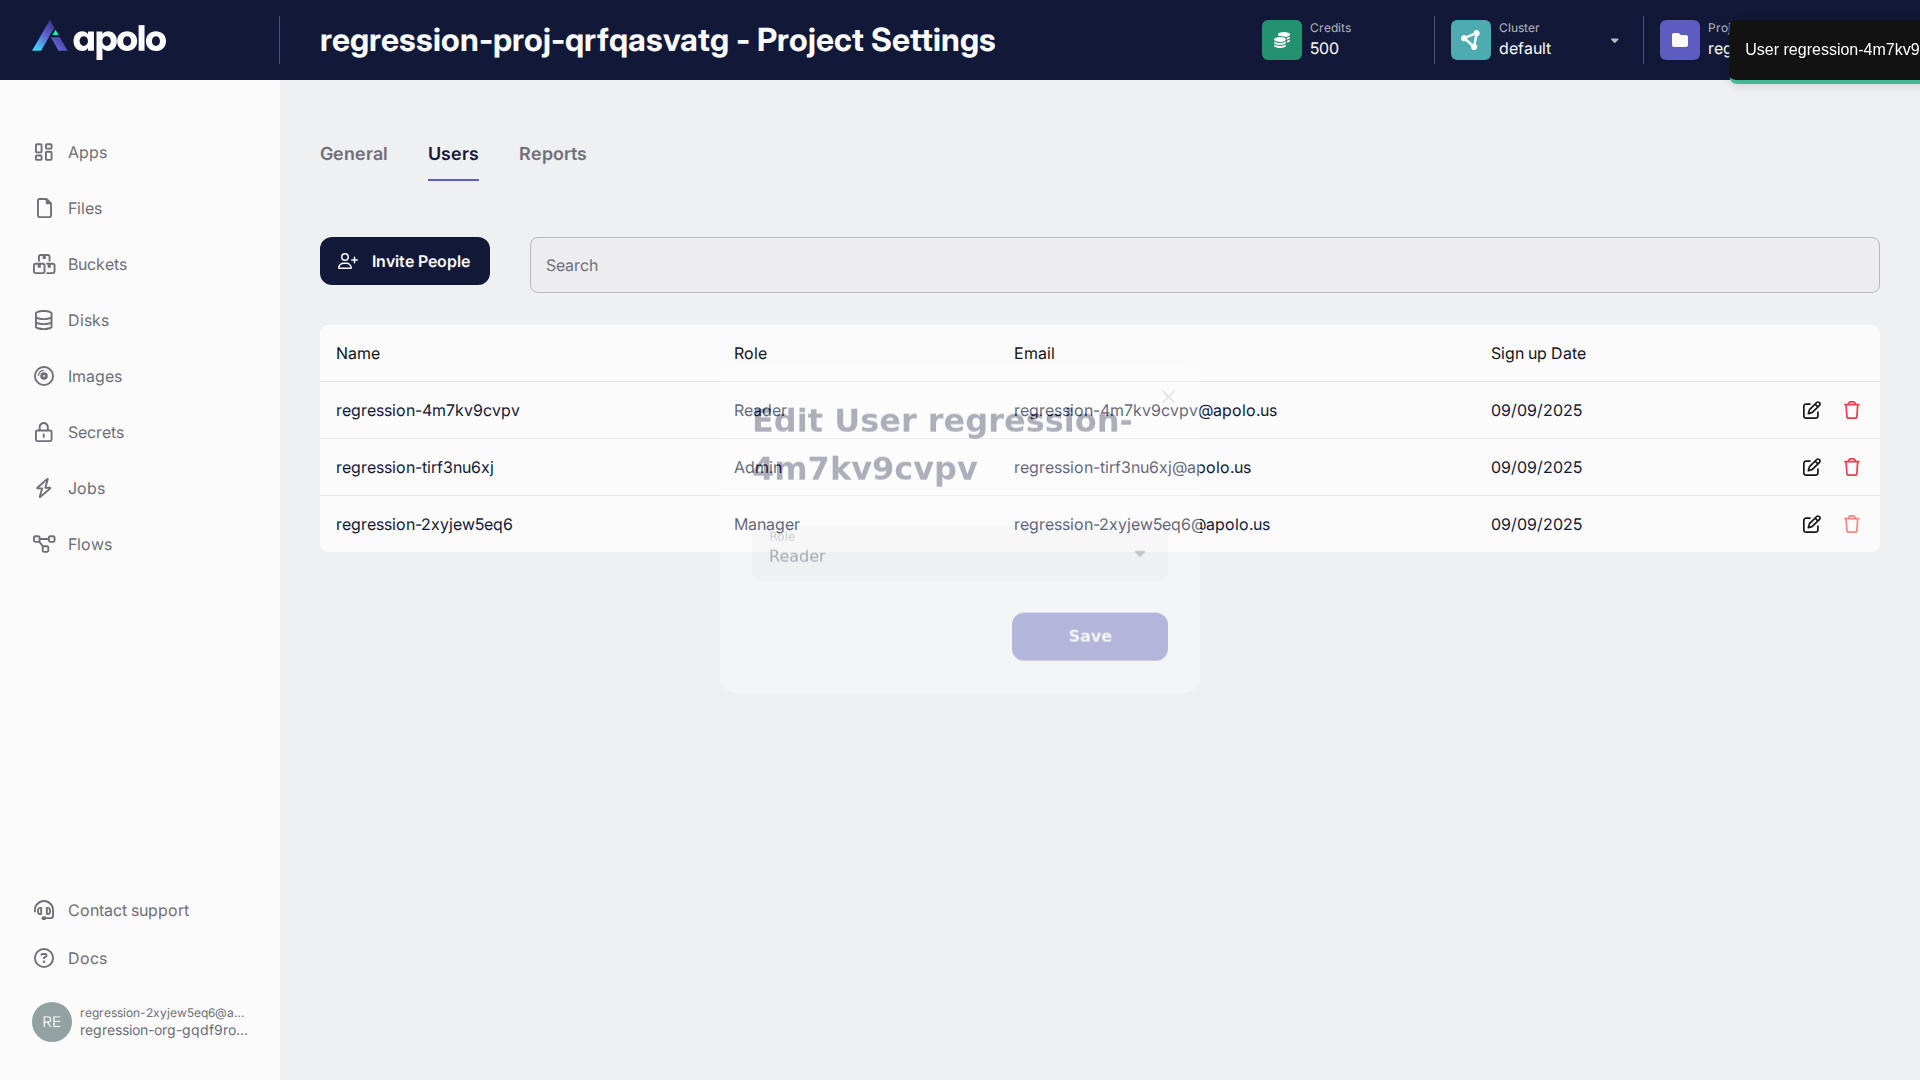 apolo
regression-proj-qrfqasvatg - Project Settings
Credits
500
Cluster
default
Proj
reg
User regression-4m7kv9
Apps
Files
Buckets
Disks
Images
Secrets
Jobs
Flows
General Users Reports
Invite People
Search
Name Role Email Sign up Date
regression-4m7kv9cvpv Reader regression-4m7kv9cvpv@apolo.us 09/09/2025
regression-tirf3nu6xj Admin regression-tirf3nu6xj@apolo.us 09/09/2025
regression-2xyjew5eq6 Manager regression-2xyjew5eq6@apolo.us 09/09/2025
Edit User regression-
4m7kv9cvpv
Role
Reader
Save
Contact support
Docs
RE
regression-2xyjew5eq6@a...
regression-org-gqdf9ro...